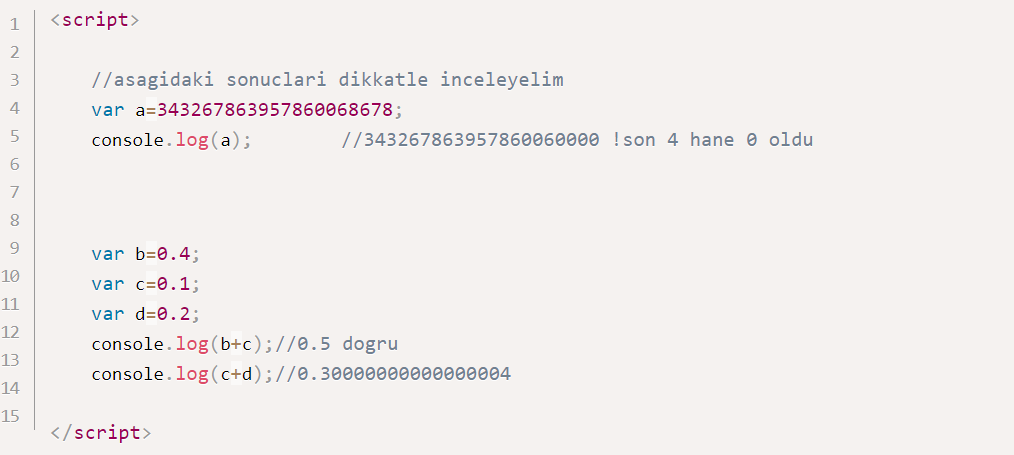 1 <script>
2
3 //asagidaki sonuclari dikkatle inceleyelim
4 var a=343267863957860068678;
5 console.log(a); //343267863957860060000 !son 4 hane 0 oldu
6
7
8
9 var b=0.4;
10 var c=0.1;
11 var d=0.2;
12 console.log(b+c);//0.5 dogru
13 console.log(c+d);//0.30000000000000004
14
15 </script>